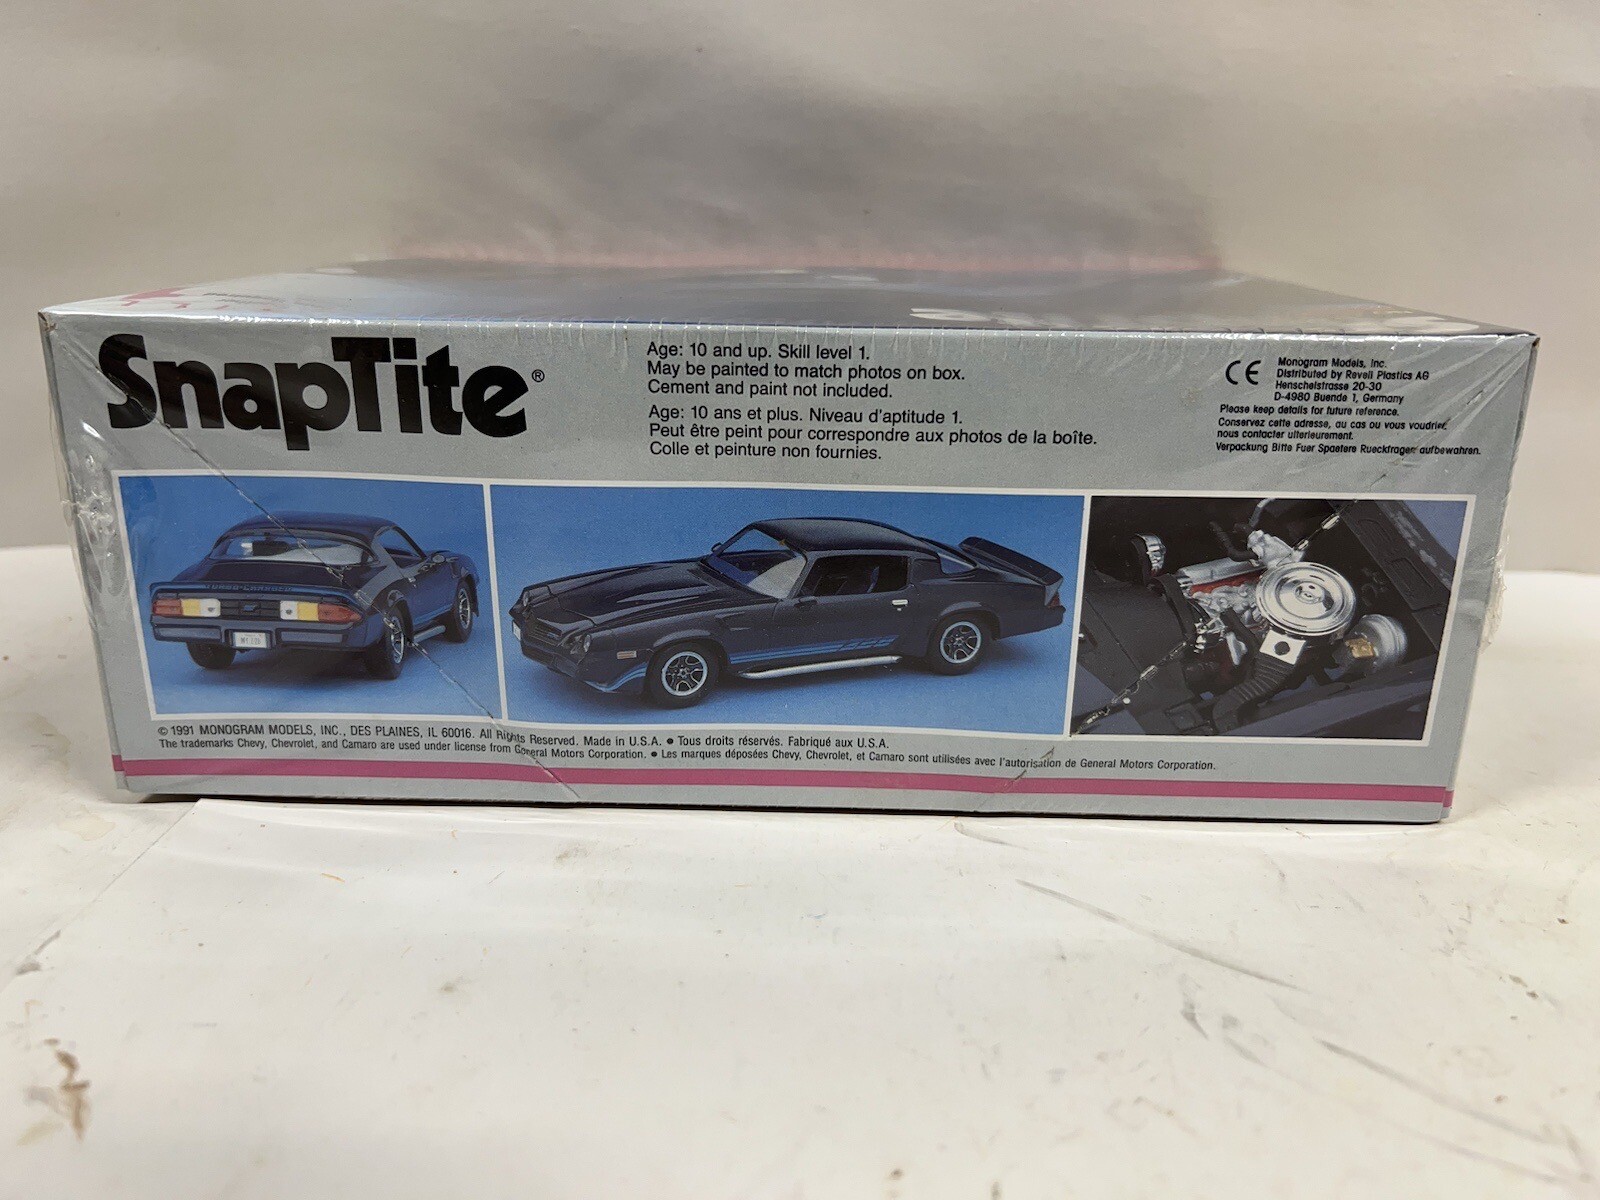 SnapTite®
Age: 10 and up. Skill level 1.
May be painted to match photos on box.
Cement and paint not included.
Age: 10 ans et plus. Niveau d'aptitude 1.
Peut être peint pour correspondre aux photos de la boîte.
Colle et peinture non fournies.
CE
Monogram Models, Inc.
Distributed by Revell Plastics AG
Henschelstrasse 20-30
D-4980 Buende 1, Germany
Please keep details for future reference.
Conservez cette adresse, au cas ou vous voudriez
nous contacter ulterieurement.
Verpackung Bitte Fuer Spaetere Rueckfragen aufbewahren.
TURBO-CHARGED
© 1991 MONOGRAM MODELS, INC., DES PLAINES, IL 60016. All Rights Reserved. Made in U.S.A. ● Tous droits réservés. Fabriqué aux U.S.A.
The trademarks Chevy, Chevrolet, and Camaro are used under license from General Motors Corporation. ● Les marques déposées Chevy, Chevrolet, et Camaro sont utilisées avec l'autorisation de General Motors Corporation.